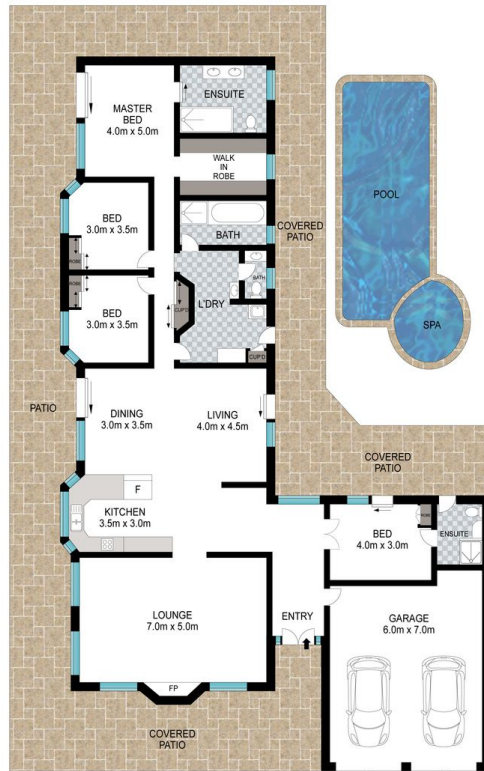 MASTER
BED
4.0m x 5.0m
ENSUITE
WALK
IN
ROBE
BED
3.0m x 3.5m
ROBE
BATH
COVERED
PATIO
POOL
ROBE
BED
3.0m x 3.5m
L'DRY
BATH
CUP'D
CUP'D
SPA
PATIO
DINING
3.0m x 3.5m
LIVING
4.0m x 4.5m
COVERED
PATIO
F
KITCHEN
3.5m x 3.0m
BED
4.0m x 3.0m
ROBE
ENSUITE
LOUNGE
7.0m x 5.0m
ENTRY
GARAGE
6.0m x 7.0m
FP
COVERED
PATIO